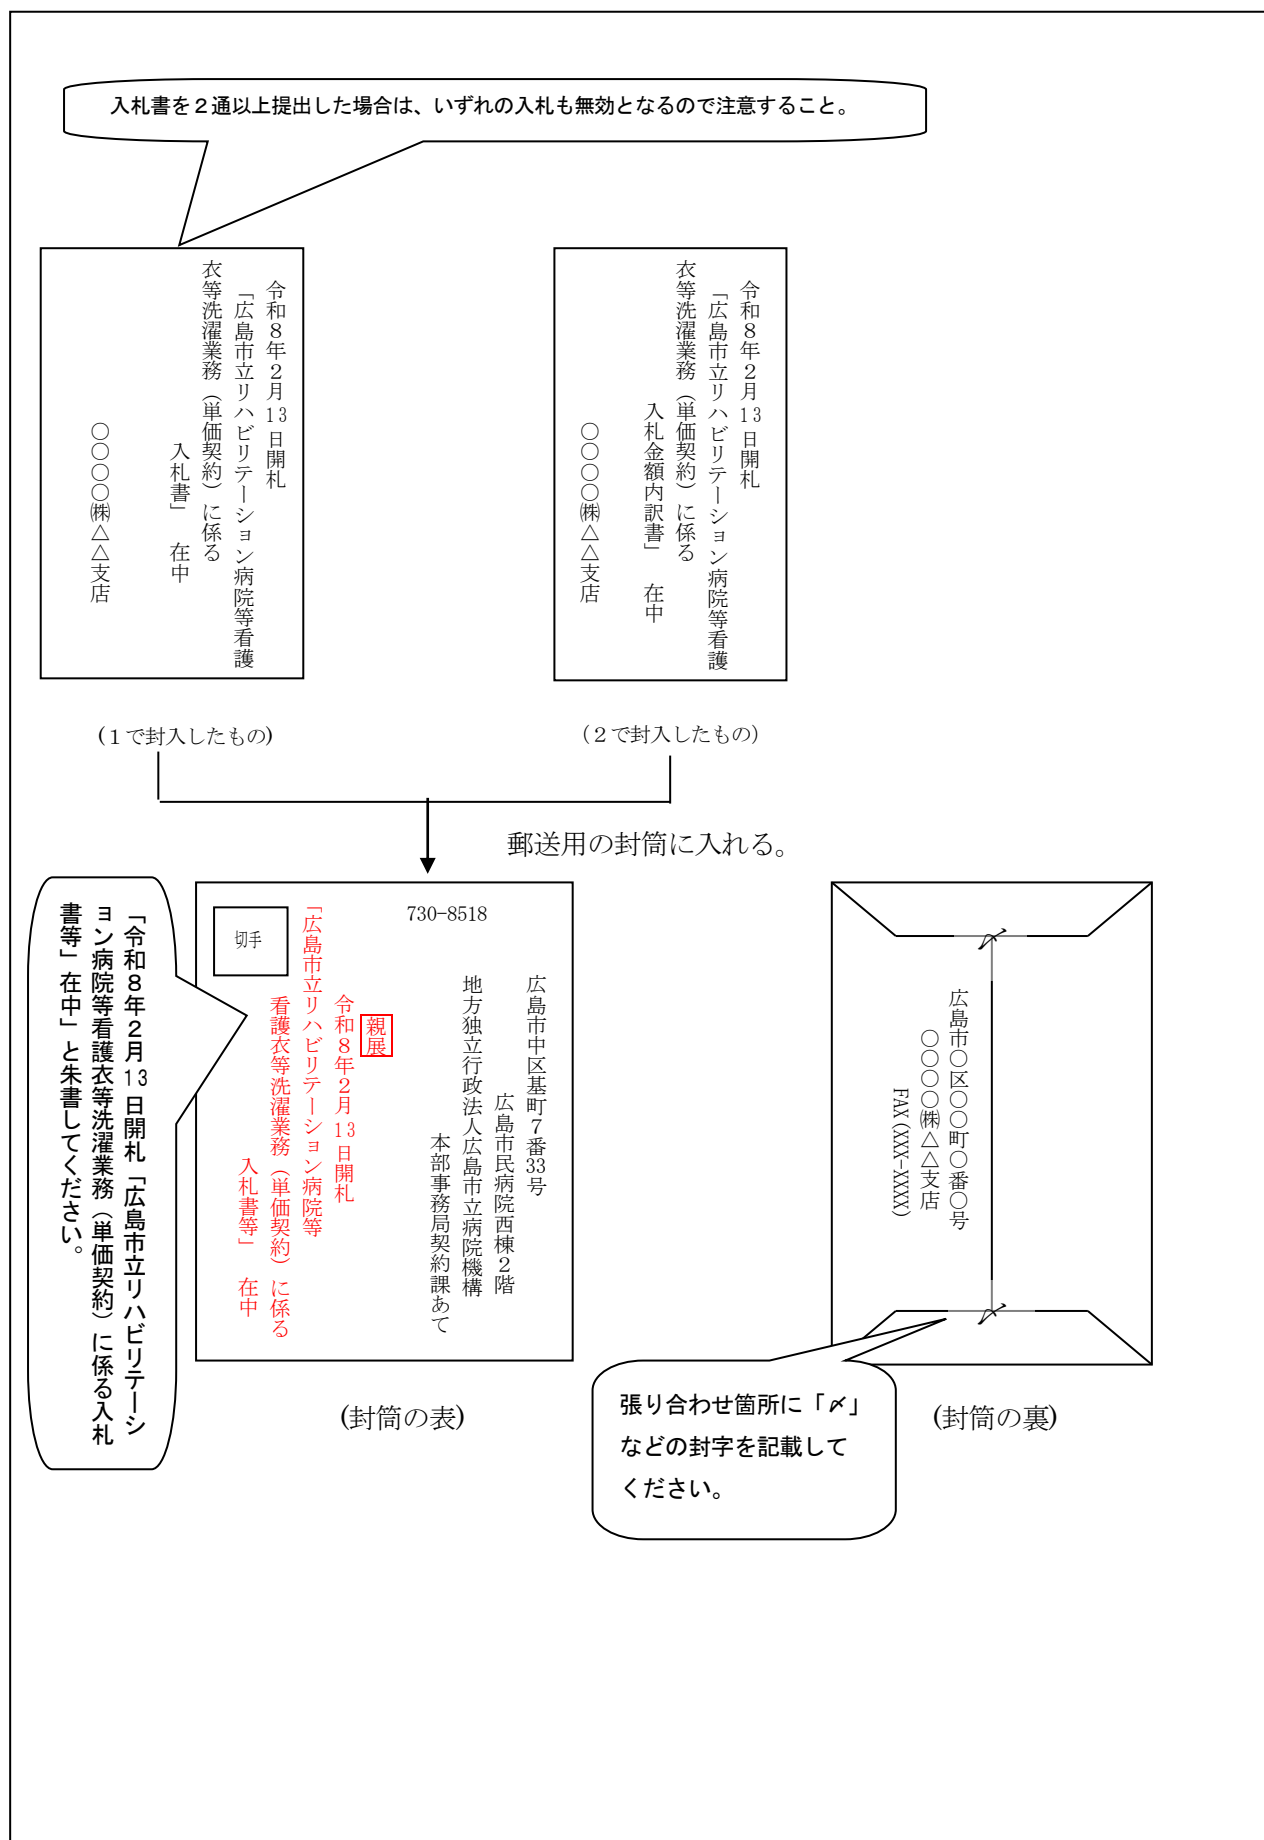 入札書を２通以上提出した場合は、いずれの入札も無効となるので注意すること。
令和８年２月13日開札
「広島市立リハビリテーション病院等看護
衣等洗濯業務（単価契約）に係る
入札書」　在中
○○○○㈱△△支店
令和８年２月13日開札
「広島市立リハビリテーション病院等看護
衣等洗濯業務（単価契約）に係る
入札金額内訳書」　在中
○○○○㈱△△支店
(１で封入したもの)
(２で封入したもの)
郵送用の封筒に入れる。
「令和８年２月13日開札「広島市立リハビリテーシ
ョン病院等看護衣等洗濯業務（単価契約）に係る入札
書等」在中」と朱書してください。
切手
730-8518
広島市中区基町７番33号
広島市民病院西棟２階
地方独立行政法人広島市立病院機構
本部事務局契約課あて
親展
令和８年２月13日開札
「広島市立リハビリテーション病院等
看護衣等洗濯業務（単価契約）に係る
入札書等」　在中
〆
広島市○区○○町○番○号
○○○○㈱△△支店
FAX(XXX-XXXX)
〆
(封筒の表)
張り合わせ箇所に「〆」
などの封字を記載して
ください。
(封筒の裏)